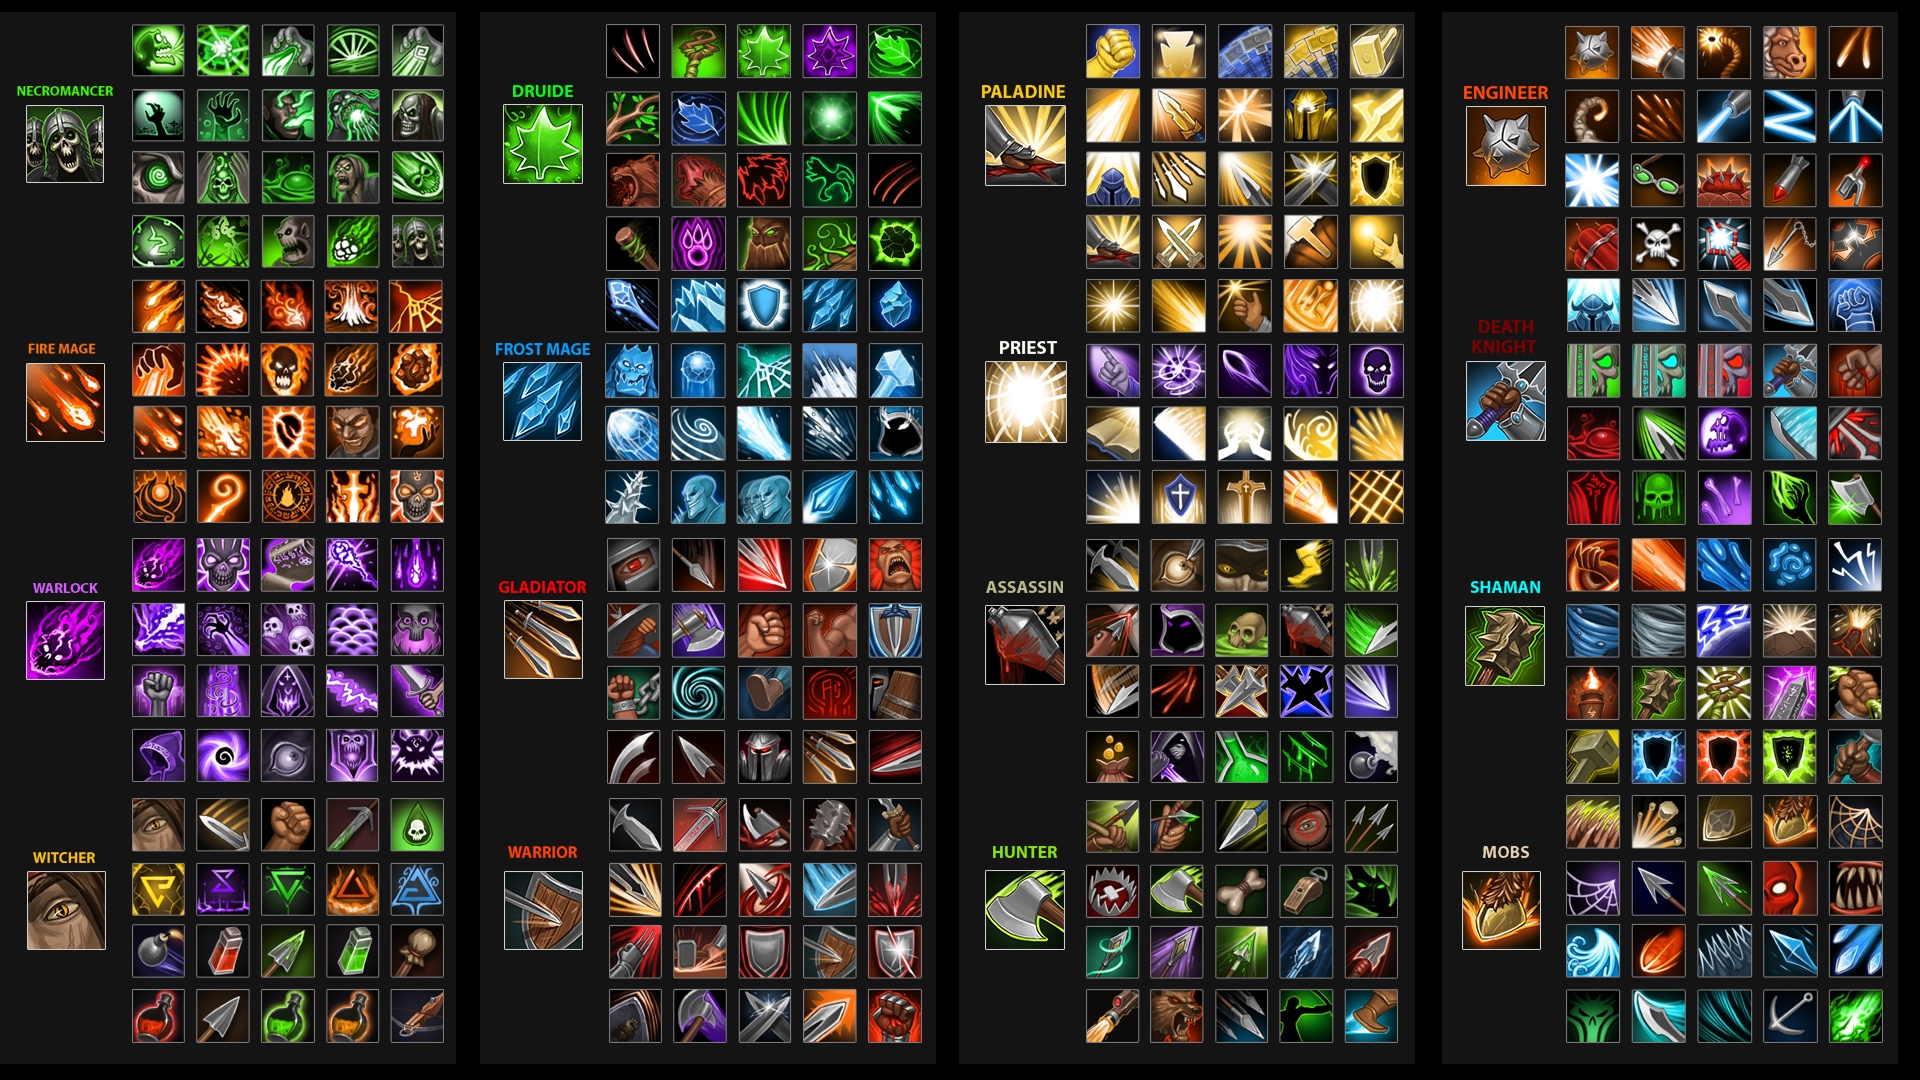 NECROMANCER
FIRE MAGE
WARLOCK
WITCHER
DRUIDE
FROST MAGE
GLADIATOR
WARRIOR
PALADINE
PRIEST
ASSASSIN
HUNTER
ENGINEER
DEATH
KNIGHT
SHAMAN
MOBS